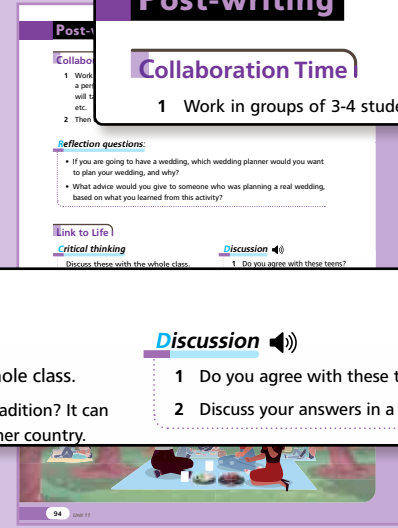 Post-writing
Collaboration Time
1 Work in groups of 3-4 stude
Post-w
Collabor
1 Work
a per
will ta
etc.
2 Then
Reflection questions:
• If you are going to have a wedding, which wedding planner would you want
to plan your wedding, and why?
• What advice would you give to someone who was planning a real wedding,
based on what you learned from this activity?
Link to Life
Critical thinking
Discuss these with the whole class.
Discussion
1 Do you agree with these teens?
ole class.
adition? It can
her country.
Discussion
1 Do you agree with these t
2 Discuss your answers in a
94 Unit 11